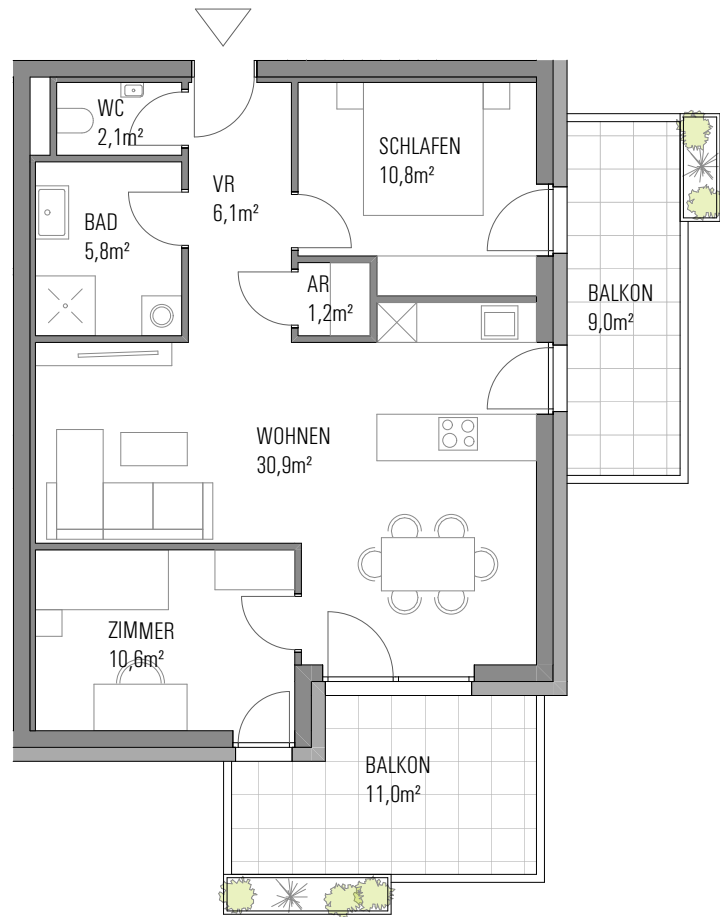 WC
2,1m²
SCHLAFEN
10,8m²
VR
6,1m²
BAD
5,8m²
AR
1,2m²
BALKON
9,0m²
WOHNEN
30,9m²
ZIMMER
10,6m²
BALKON
11,0m²